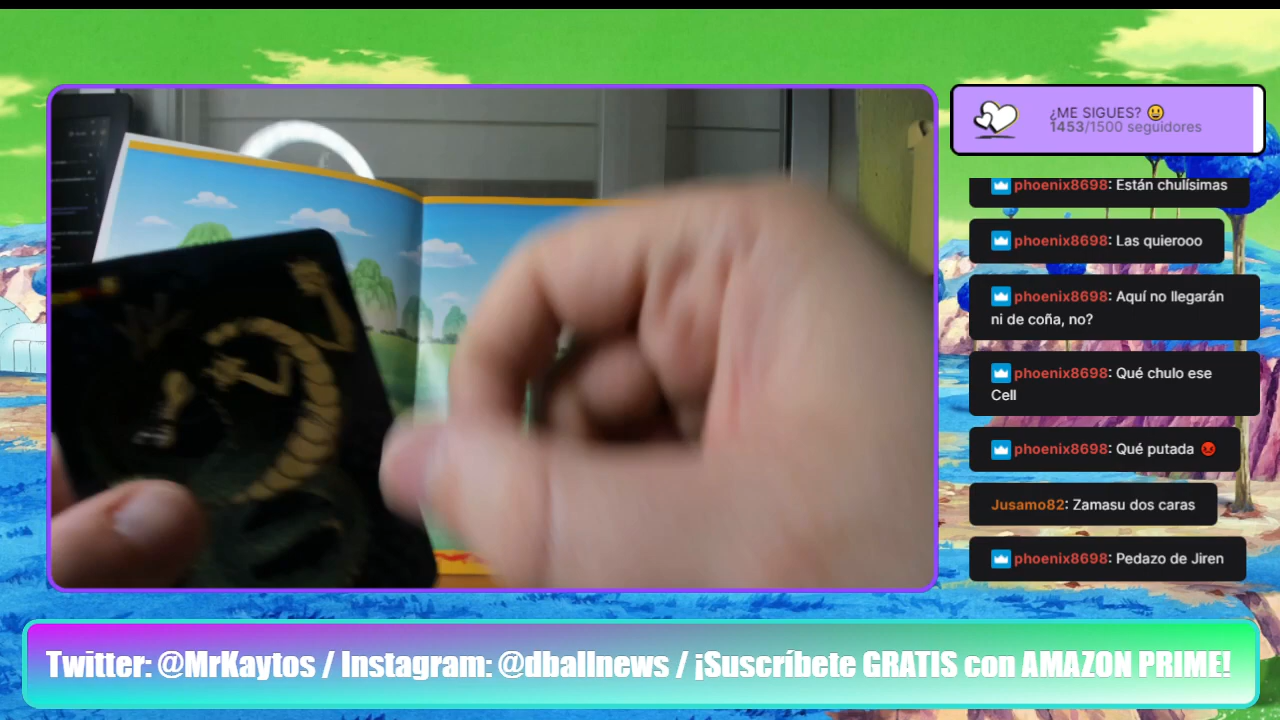 ¿ME SIGUES? 😃
1453/1500 seguidores
phoenix8698: Están chulísimas
phoenix8698: Las quierooo
phoenix8698: Aquí no llegarán
ni de coña, no?
phoenix8698: Qué chulo ese
Cell
phoenix8698: Qué putada 😡
Jusamo82: Zamasu dos caras
phoenix8698: Pedazo de Jiren
Twitter: @MrKaytos / Instagram: @dballnews / ¡Suscríbete GRATIS con AMAZON PRIME!